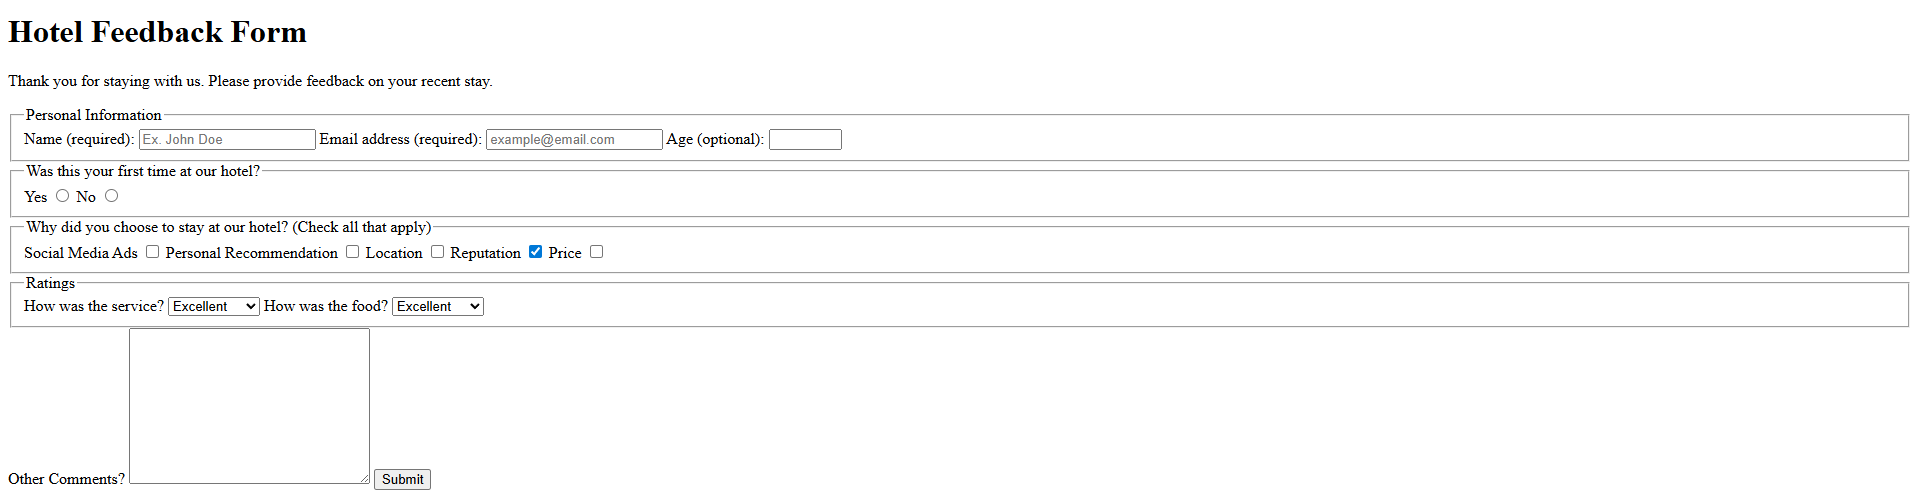 Hotel Feedback Form
Thank you for staying with us. Please provide feedback on your recent stay.
Personal Information
Name (required): Ex. John Doe Email address (required): example@email.com Age (optional):
Was this your first time at our hotel?
Yes No
Why did you choose to stay at our hotel? (Check all that apply)
Social Media Ads Personal Recommendation Location Reputation Price
Ratings
How was the service? Excellent How was the food? Excellent
Other Comments? Submit